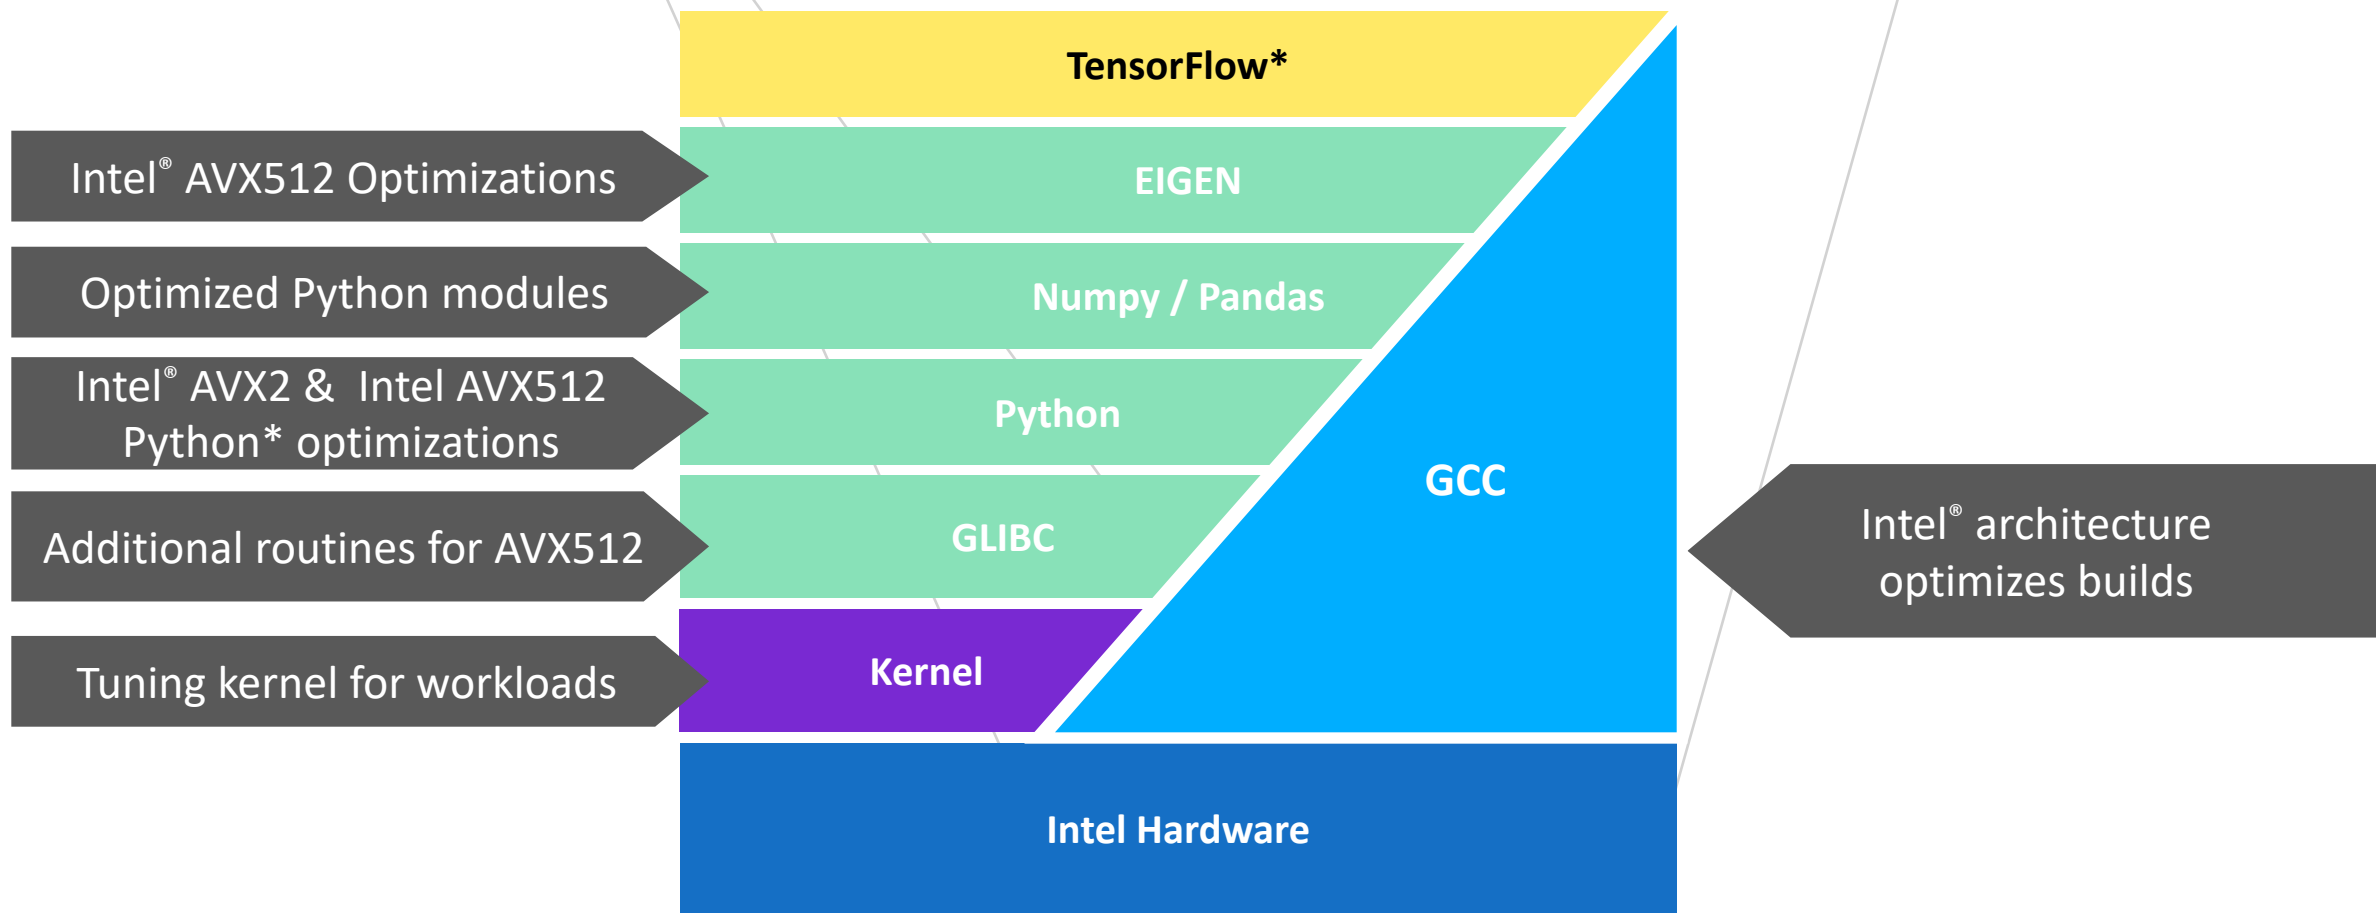 TensorFlow*
Intel® AVX512 Optimizations
EIGEN
Optimized Python modules
Numpy / Pandas
Intel® AVX2 &  Intel AVX512
Python* optimizations
Python
GCC
Additional routines for AVX512
GLIBC
Intel® architecture
optimizes builds
Tuning kernel for workloads
Kernel
Intel Hardware